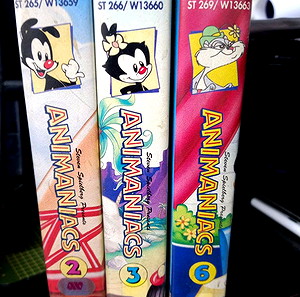 ST 265/ W13659
Steven Spielberg Presents
ANIMANIACS
2
ST 266/ W13660
Steven Spielberg Presents
ANIMANIACS
3
ST 269/ W13663
Steven Spielberg
ANIMANIACS
6